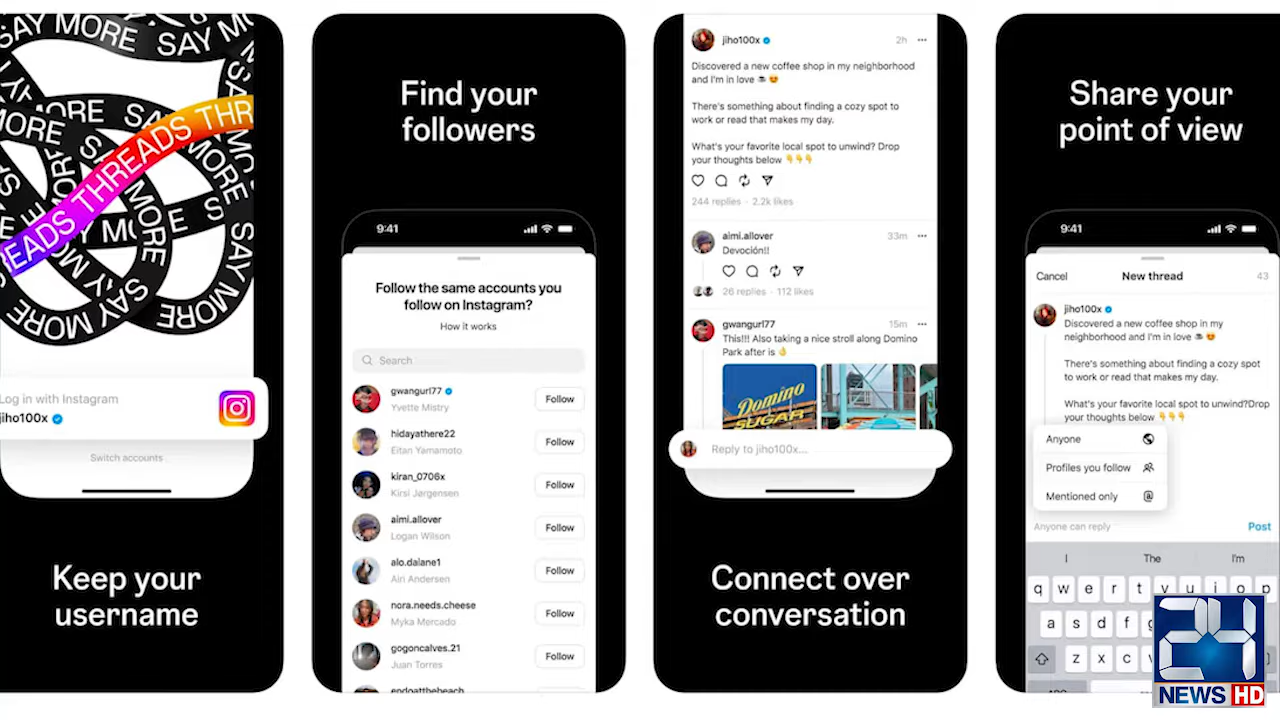 SAY MORE SAY MORE
SAY MORE
READS THREADS THR
SAY MORE
SAY MORE
Log in with Instagram
jiho100x
Switch accounts
Keep your
username
Find your
followers
9:41
Follow the same accounts you
follow on Instagram?
How it works
Search
gwangurl77
Yvette Mistry
Follow
hidayathere22
Eitan Yamamoto
Follow
kiran_0706x
Kirsi Jørgensen
Follow
aimi.allover
Logan Wilson
Follow
alo.daiane1
Airi Andersen
Follow
nora.needs.cheese
Myka Mercado
Follow
gogoncalves.21
Juan Torres
Follow
endoatthebeach
jiho100x 2h
Discovered a new coffee shop in my neighborhood
and I'm in love ☕😍
There's something about finding a cozy spot to
work or read that makes my day.
What's your favorite local spot to unwind? Drop
your thoughts below 👇👇👇
244 replies · 2.2k likes
aimi.allover 33m
Devoción!!
26 replies · 112 likes
gwangurl77 15m
This!!! Also taking a nice stroll along Domino
Park after is 👌
Domino
SUGAR
Reply to jiho100x...
Connect over
conversation
Share your
point of view
9:41
Cancel New thread 43
jiho100x
Discovered a new coffee shop in my
neighborhood and I'm in love ☕😍
There's something about finding a cozy spot
to work or read that makes my day.
What's your favorite local spot to unwind?Drop
your thoughts below 👇👇👇
Anyone
Profiles you follow
Mentioned only
Anyone can reply Post
I The I'm
q w e r t y u i o p
a s d f g
z x c
24
NEWS HD